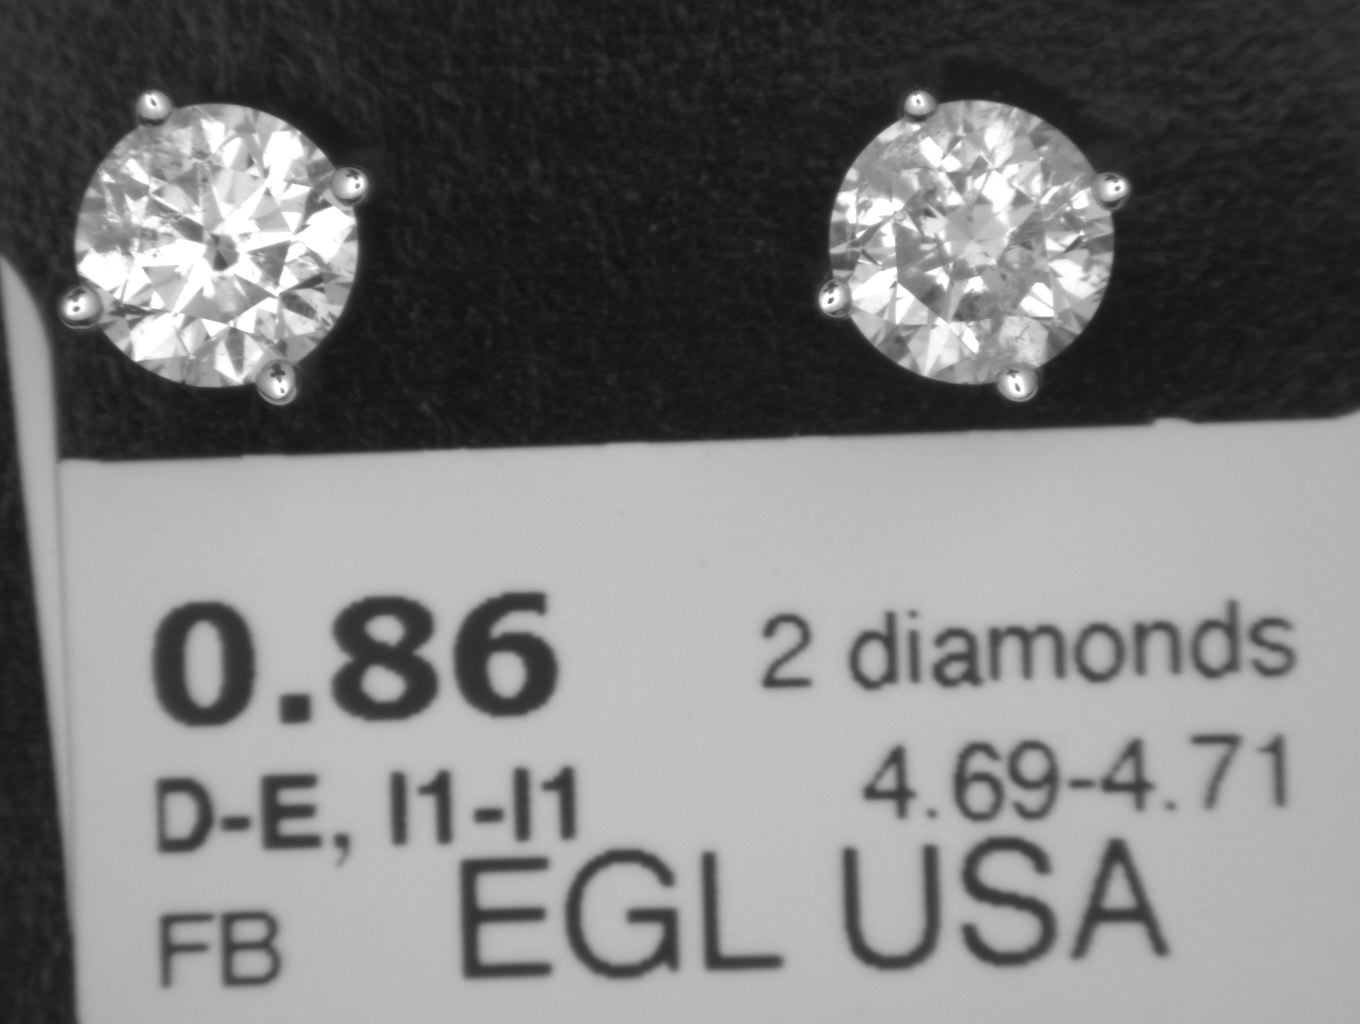 0.86 2 diamonds
D-E, I1-I1 4.69-4.71
FB EGL USA